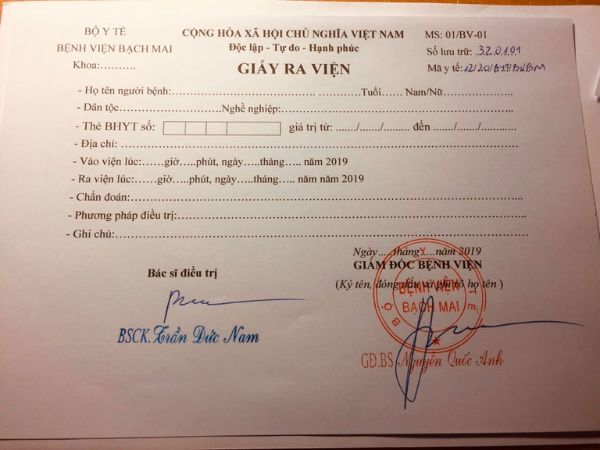 BỘ Y TẾ
BỆNH VIỆN BẠCH MAI
Khoa:..........
CỘNG HÒA XÃ HỘI CHỦ NGHĨA VIỆT NAM
Độc lập - Tự do - Hạnh phúc
GIẤY RA VIỆN
MS: 01/BV-01
Số lưu trữ: 32.01.01
Mã y tế:
- Họ tên người bệnh:.......................................................Tuổi...... Nam/Nữ:................
- Dân tộc.............................Nghề nghiệp:.........................................................
- Thẻ BHYT số: giá trị từ: ....../......./........ đến ....../......./........
- Địa chỉ: ...........................................................................................
- Vào viện lúc:......giờ.....phút, ngày.....tháng..... năm 2019
- Ra viện lúc:......giờ.....phút, ngày.....tháng..... năm 2019
- Chẩn đoán:.......................................................................................
- Phương pháp điều trị:.........................................................................
- Ghi chú:...........................................................................................
Ngày.....tháng.....năm 2019
Bác sĩ điều trị
GIÁM ĐỐC BỆNH VIỆN
(Ký tên, đóng dấu và ghi rõ họ tên )
BỆNH VIỆN
BẠCH MAI
BSCK.Trần Đức Nam
GĐ.BS Nguyễn Quốc Anh